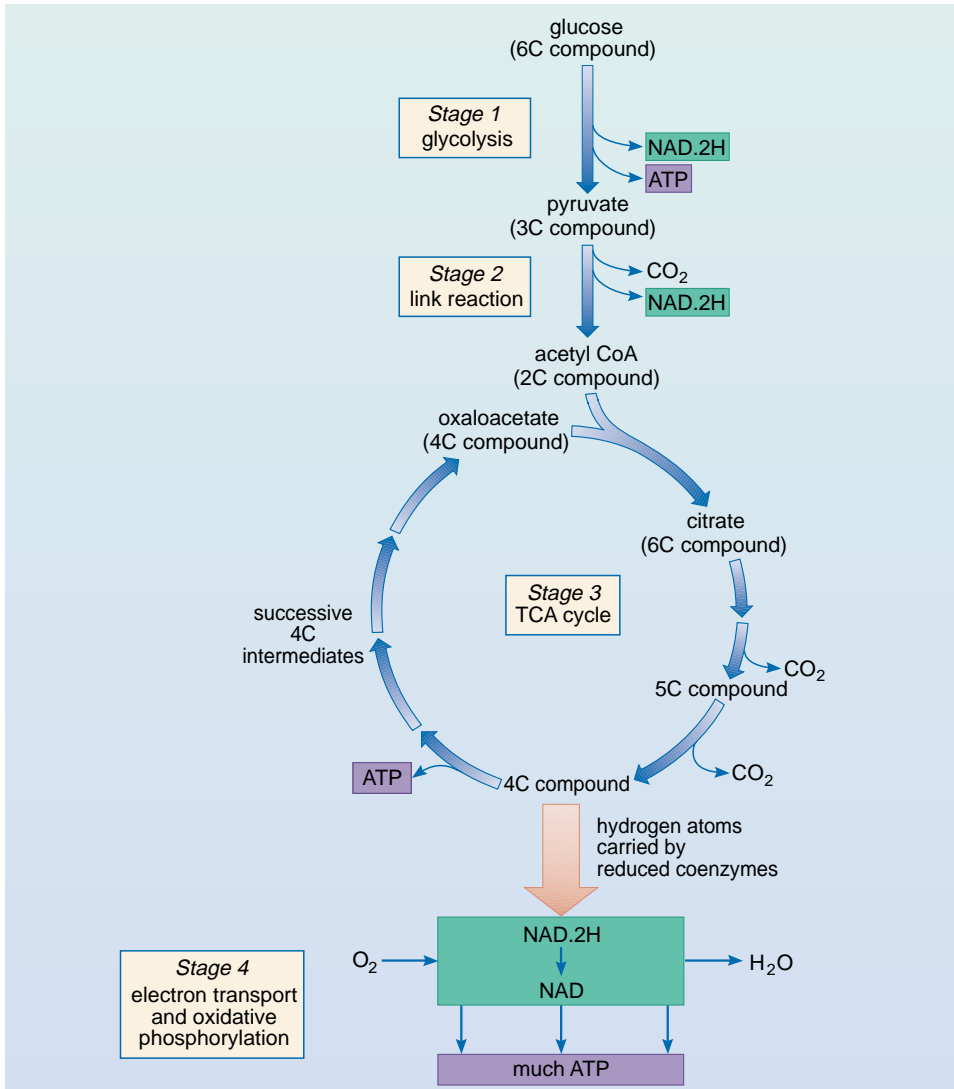 glucose
(6C compound)
Stage 1
glycolysis
NAD.2H
ATP
pyruvate
(3C compound)
Stage 2
link reaction
CO₂
NAD.2H
acetyl CoA
(2C compound)
oxaloacetate
(4C compound)
citrate
(6C compound)
Stage 3
TCA cycle
successive
4C
intermediates
CO₂
5C compound
CO₂
ATP
4C compound
hydrogen atoms
carried by
reduced coenzymes
Stage 4
electron transport
and oxidative
phosphorylation
O₂
NAD.2H
NAD
H₂O
much ATP